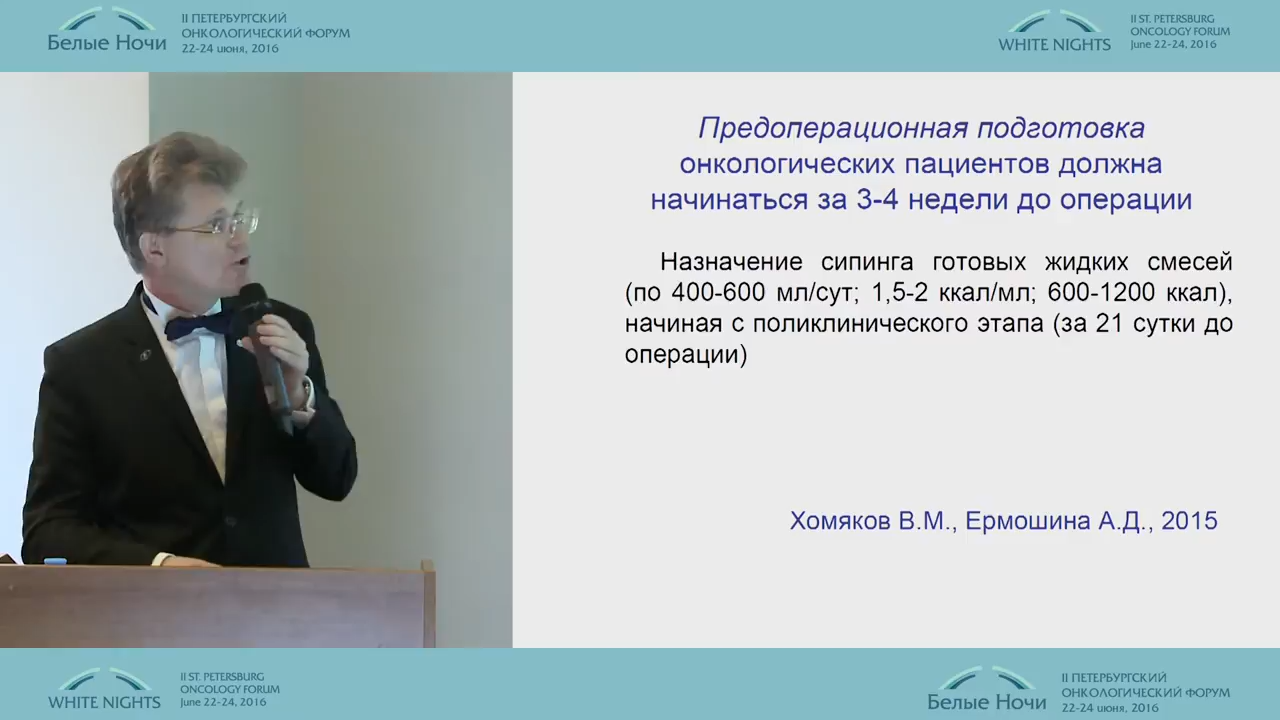 Белые Ночи
II ПЕТЕРБУРГСКИЙ
ОНКОЛОГИЧЕСКИЙ ФОРУМ
22-24 июня, 2016
WHITE NIGHTS
II ST. PETERSBURG
ONCOLOGY FORUM
June 22-24, 2016
Предоперационная подготовка
онкологических пациентов должна
начинаться за 3-4 недели до операции
Назначение сипинга готовых жидких смесей
(по 400-600 мл/сут; 1,5-2 ккал/мл; 600-1200 ккал),
начиная с поликлинического этапа (за 21 сутки до
операции)
Хомяков В.М., Ермошина А.Д., 2015
WHITE NIGHTS
II ST. PETERSBURG
ONCOLOGY FORUM
June 22-24, 2016
Белые Ночи
II ПЕТЕРБУРГСКИЙ
ОНКОЛОГИЧЕСКИЙ ФОРУМ
22-24 июня, 2016